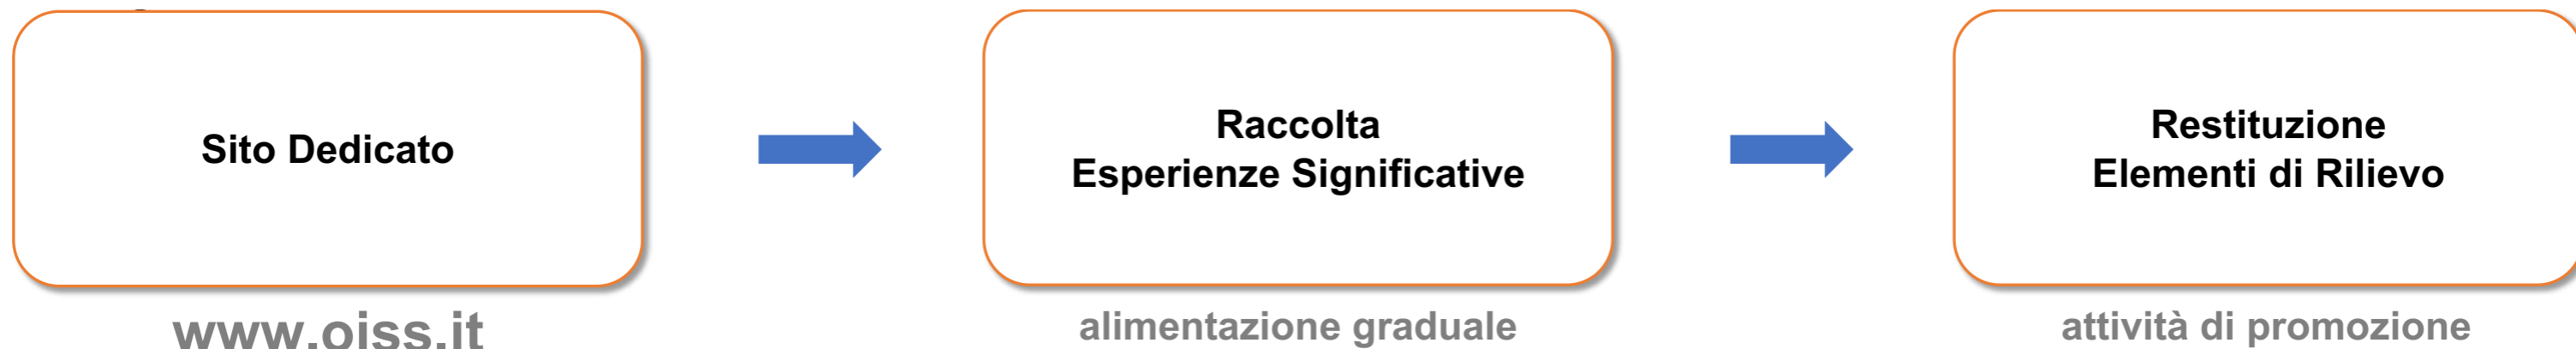 Sito Dedicato
Raccolta
Esperienze Significative
Restituzione
Elementi di Rilievo
www.oiss.it
alimentazione graduale
attività di promozione